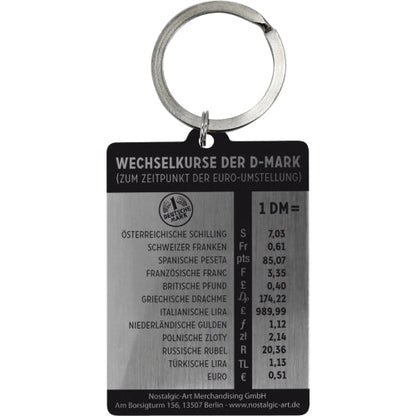 WECHSELKURSE DER D-MARK
(ZUM ZEITPUNKT DER EURO-UMSTELLUNG)
1
DEUTSCHE
MARK
1 DM =
ÖSTERREICHISCHE SCHILLING S 7,03
SCHWEIZER FRANKEN Fr 0,61
SPANISCHE PESETA pts 85,07
FRANZÖSISCHE FRANC F 3,35
BRITISCHE PFUND £ 0,40
GRIECHISCHE DRACHME Dp 174,22
ITALIANISCHE LIRA £ 989,99
NIEDERLÄNDISCHE GULDEN ƒ 1,12
POLNISCHE ZLOTY zł 2,14
RUSSISCHE RUBEL R 20,36
TÜRKISCHE LIRA TL 1,13
EURO € 0,51
Nostalgic-Art Merchandising GmbH
Am Borsigturm 156, 13507 Berlin - www.nostalgic-art.de